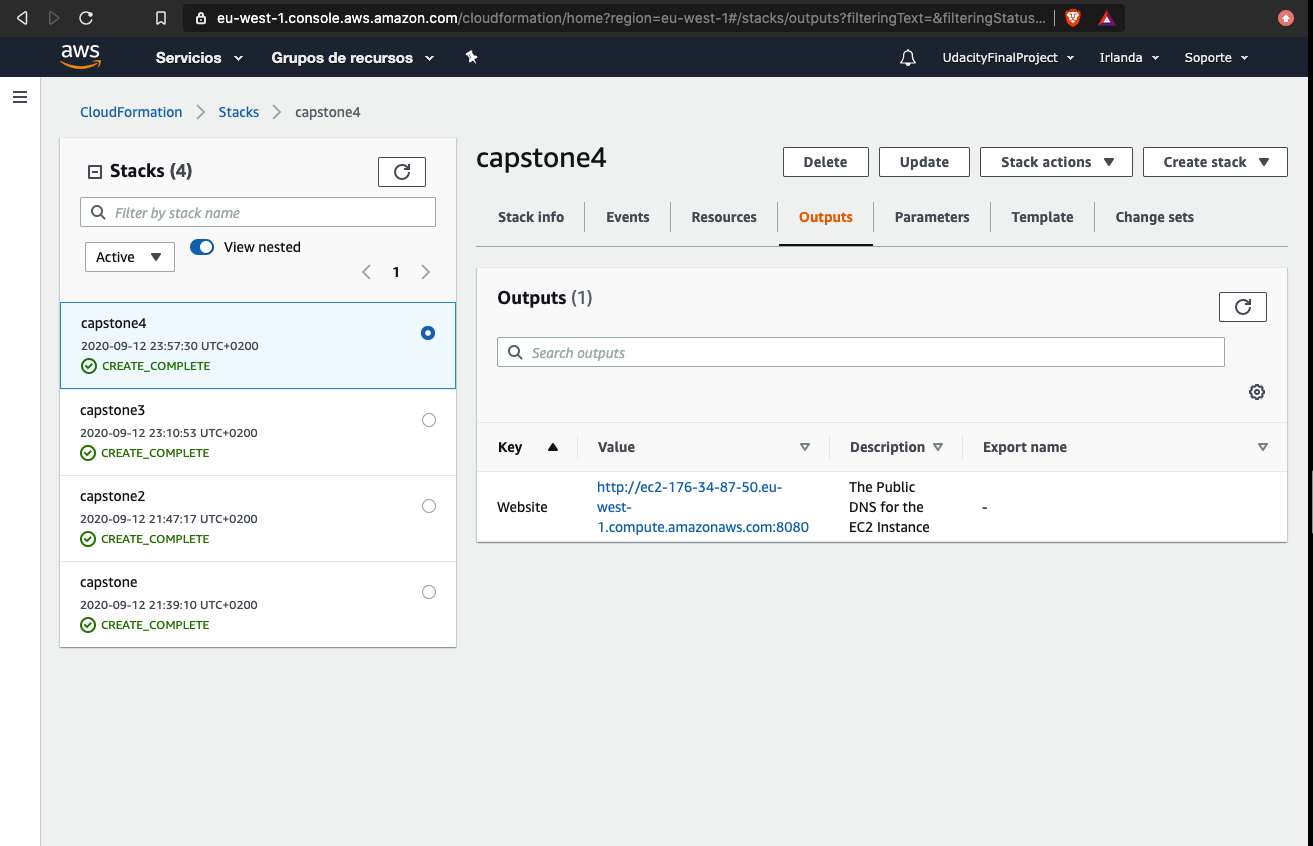 eu-west-1.console.aws.amazon.com/cloudformation/home?region=eu-west-1#/stacks/outputs?filteringText=&filteringStatus...
aws
Servicios
Grupos de recursos
UdacityFinalProject
Irlanda
Soporte
CloudFormation
Stacks
capstone4
Stacks (4)
Filter by stack name
Active
View nested
1
capstone4
2020-09-12 23:57:30 UTC+0200
CREATE_COMPLETE
capstone3
2020-09-12 23:10:53 UTC+0200
CREATE_COMPLETE
capstone2
2020-09-12 21:47:17 UTC+0200
CREATE_COMPLETE
capstone
2020-09-12 21:39:10 UTC+0200
CREATE_COMPLETE
capstone4
Delete
Update
Stack actions
Create stack
Stack info
Events
Resources
Outputs
Parameters
Template
Change sets
Outputs (1)
Search outputs
Key
Value
Description
Export name
Website
http://ec2-176-34-87-50.eu-
west-
1.compute.amazonaws.com:8080
The Public
DNS for the
EC2 Instance
-